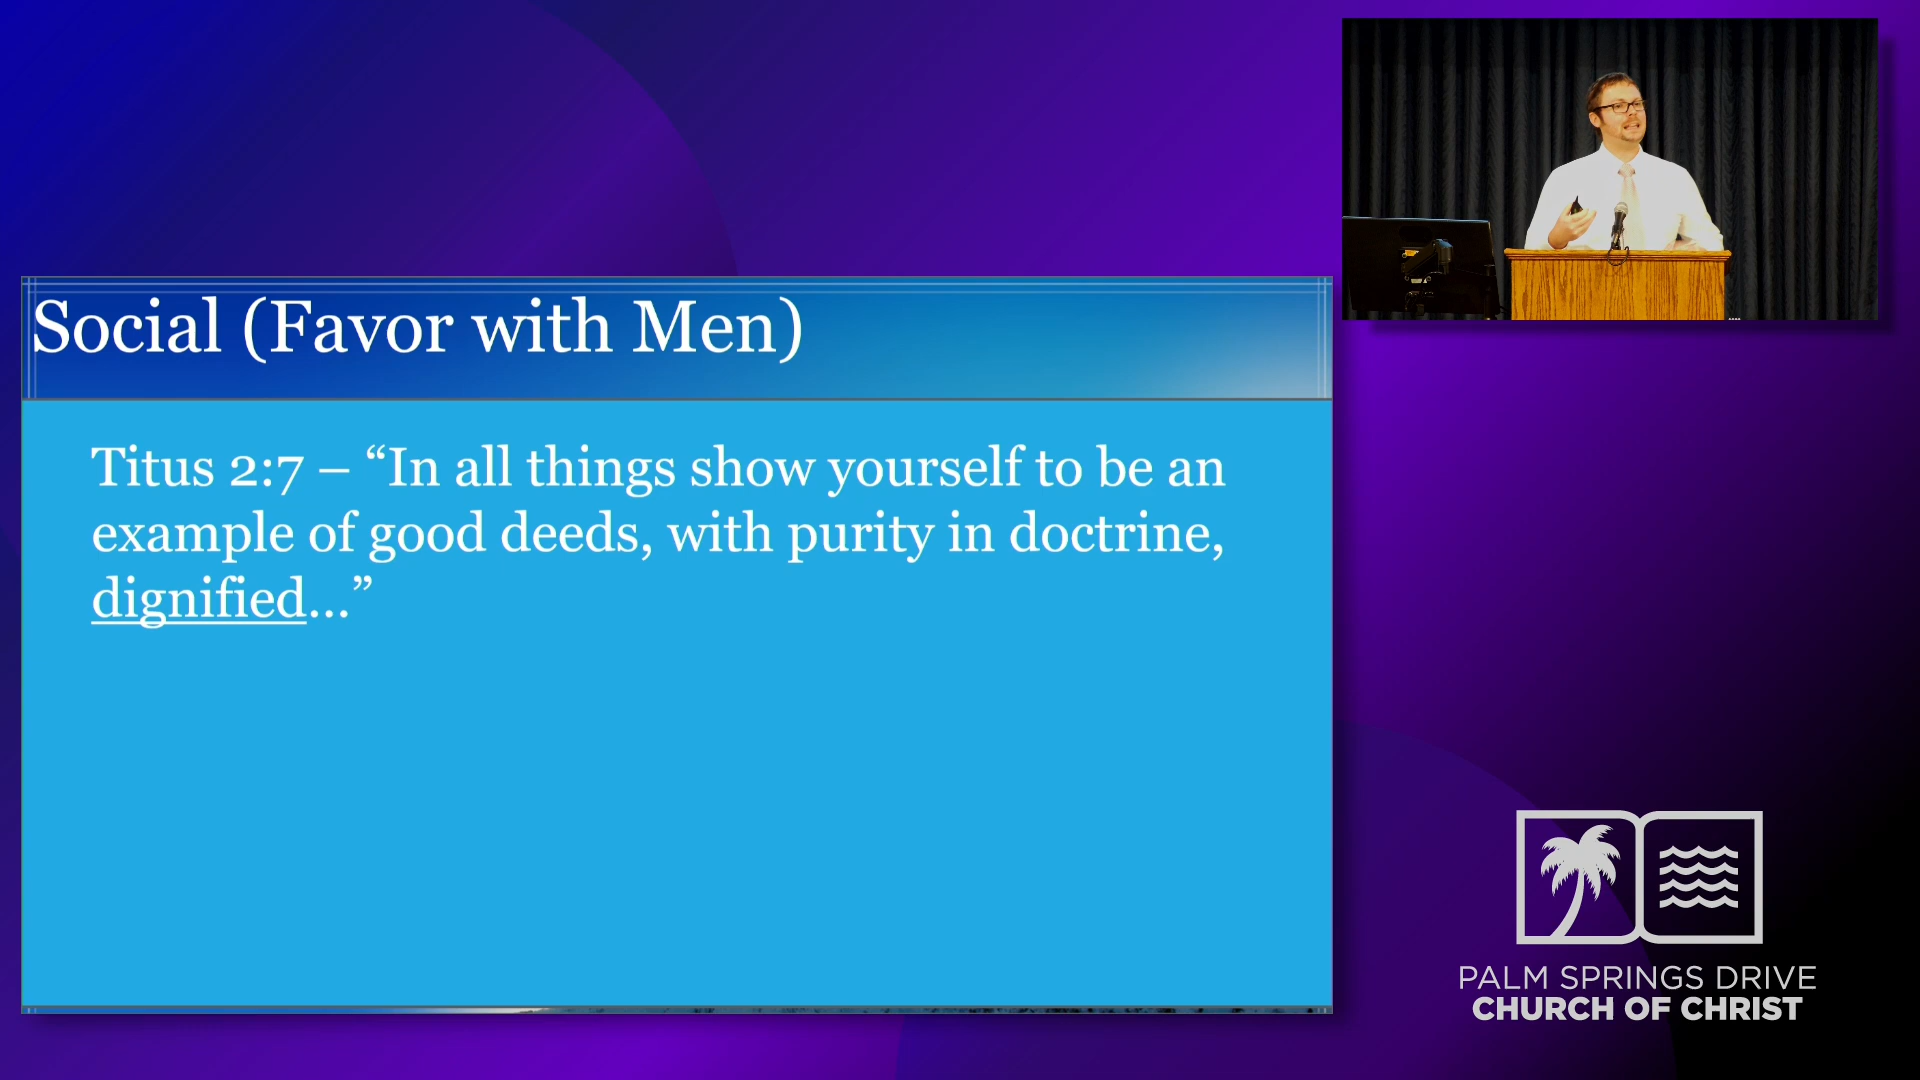 Social (Favor with Men)
Titus 2:7 – “In all things show yourself to be an
example of good deeds, with purity in doctrine,
dignified...”
PALM SPRINGS DRIVE
CHURCH OF CHRIST